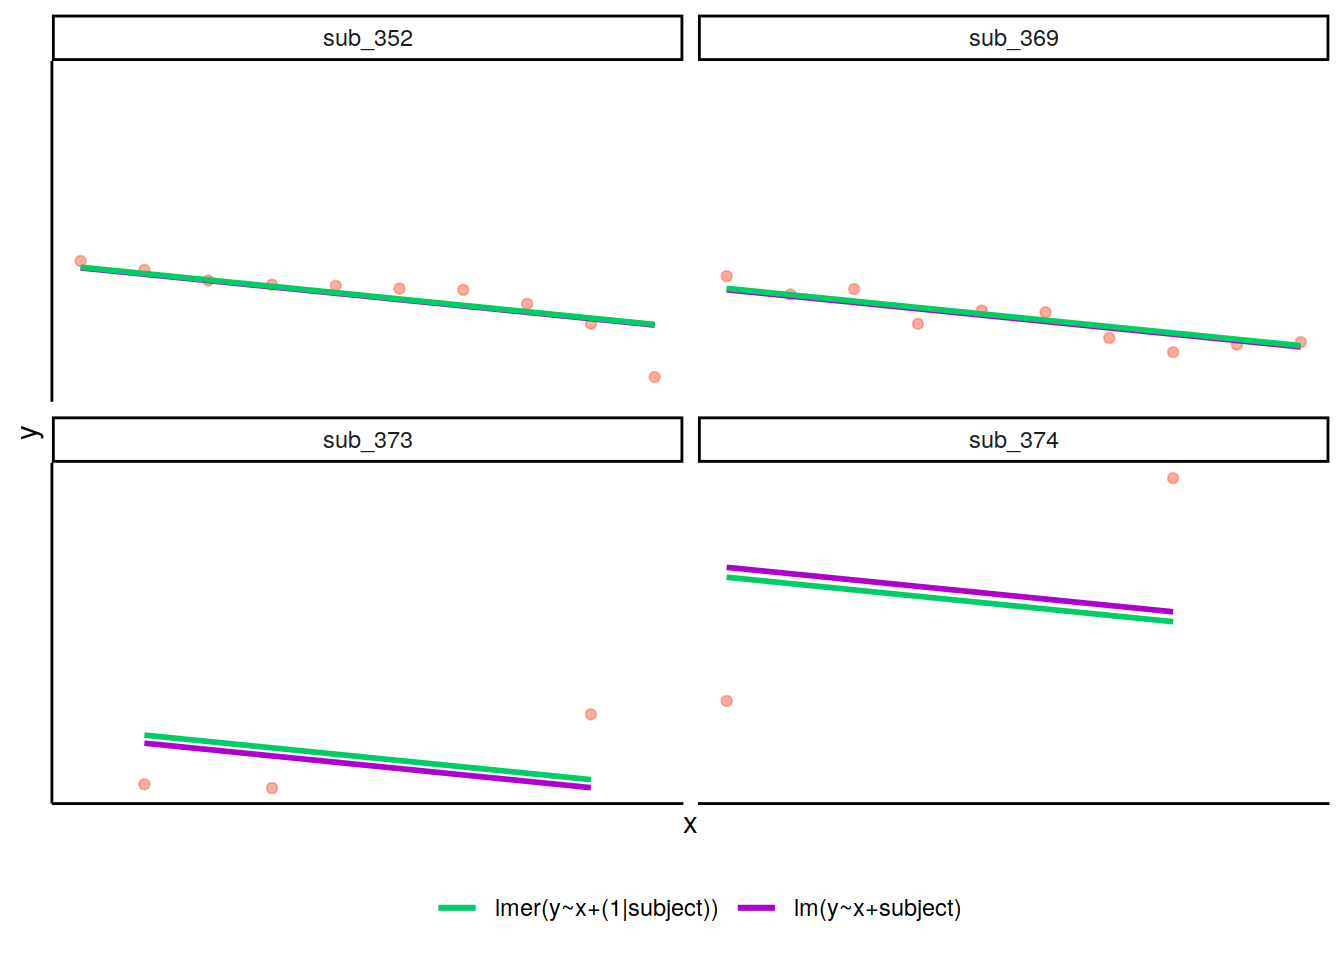 sub_352
sub_369
y
sub_373
sub_374
x
lmer(y~x+(1|subject))
lm(y~x+subject)